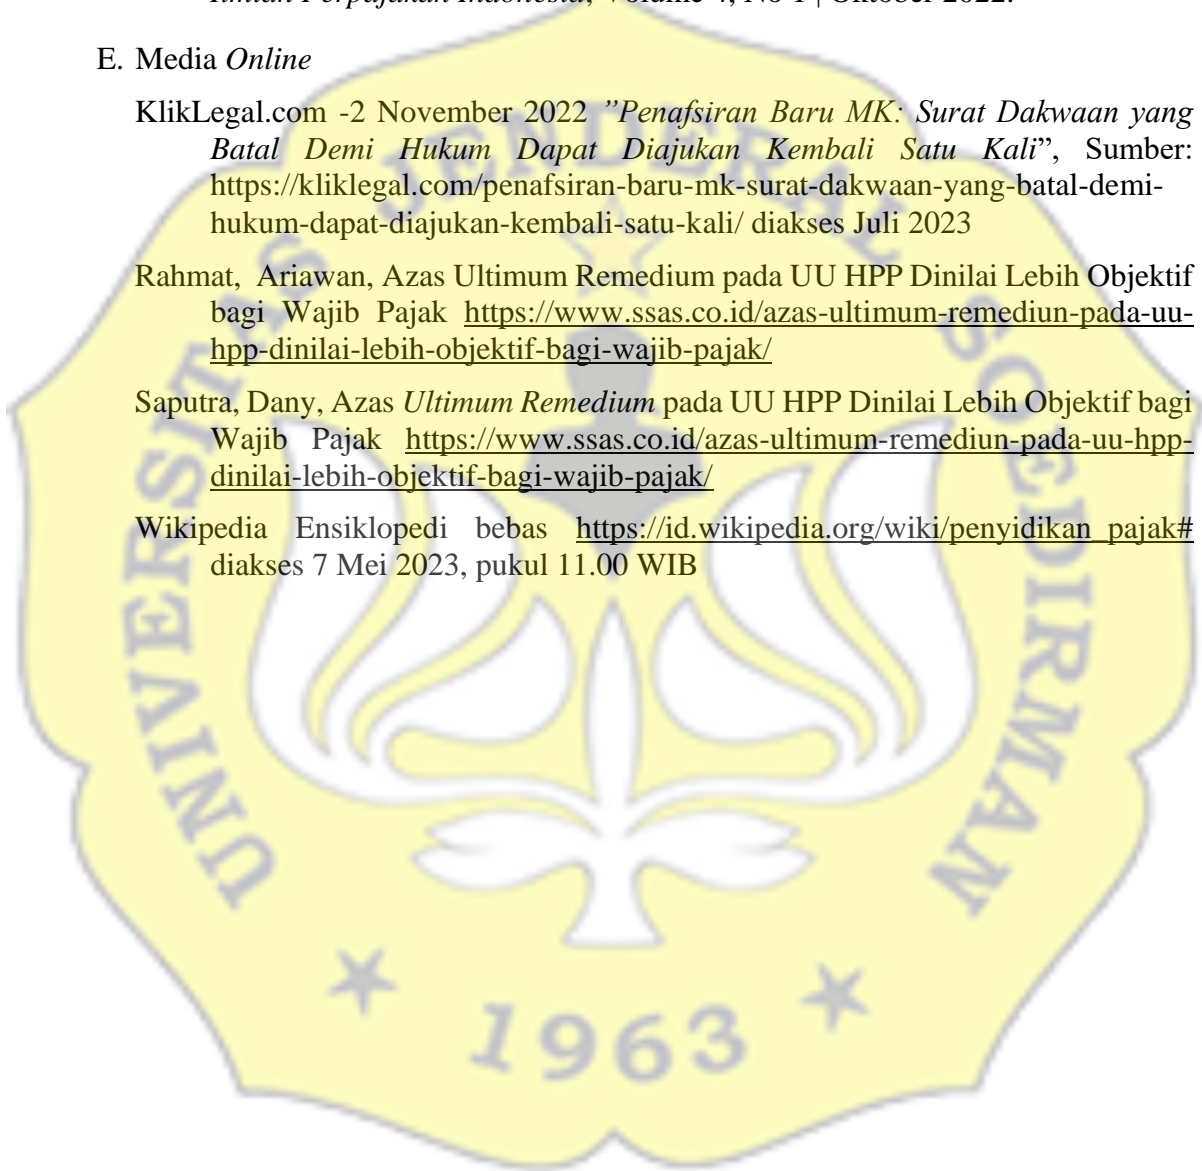 Ilmiah Perpajakan Indonesia, Volume 4, No 1 | Oktober 2022.
E. Media Online
KlikLegal.com -2 November 2022 ”Penafsiran Baru MK: Surat Dakwaan yang
Batal Demi Hukum Dapat Diajukan Kembali Satu Kali”, Sumber:
https://kliklegal.com/penafsiran-baru-mk-surat-dakwaan-yang-batal-demi-
hukum-dapat-diajukan-kembali-satu-kali/ diakses Juli 2023
Rahmat, Ariawan, Azas Ultimum Remedium pada UU HPP Dinilai Lebih Objektif
bagi Wajib Pajak https://www.ssas.co.id/azas-ultimum-remediun-pada-uu-
hpp-dinilai-lebih-objektif-bagi-wajib-pajak/
Saputra, Dany, Azas Ultimum Remedium pada UU HPP Dinilai Lebih Objektif bagi
Wajib Pajak https://www.ssas.co.id/azas-ultimum-remediun-pada-uu-hpp-
dinilai-lebih-objektif-bagi-wajib-pajak/
Wikipedia Ensiklopedi bebas https://id.wikipedia.org/wiki/penyidikan_pajak#
diakses 7 Mei 2023, pukul 11.00 WIB
UNIVERSITAS JENDERAL SOEDIRMAN
1963